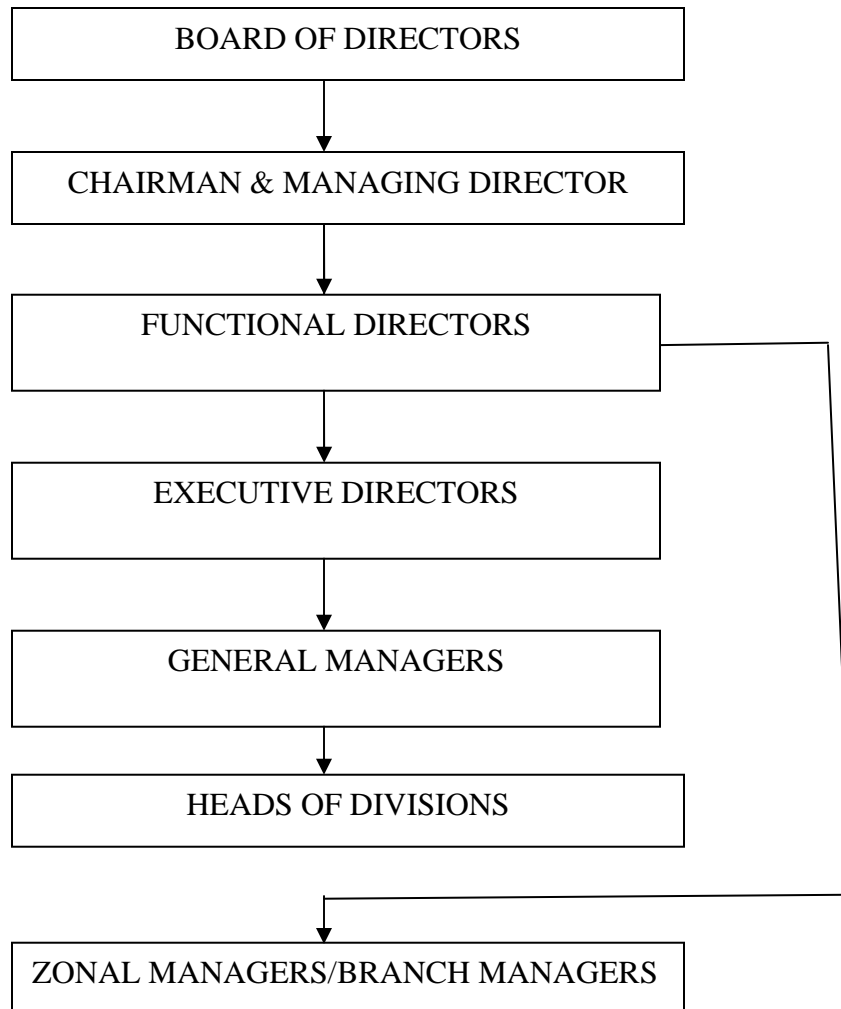 BOARD OF DIRECTORS
CHAIRMAN & MANAGING DIRECTOR
FUNCTIONAL DIRECTORS
EXECUTIVE DIRECTORS
GENERAL MANAGERS
HEADS OF DIVISIONS
ZONAL MANAGERS/BRANCH MANAGERS